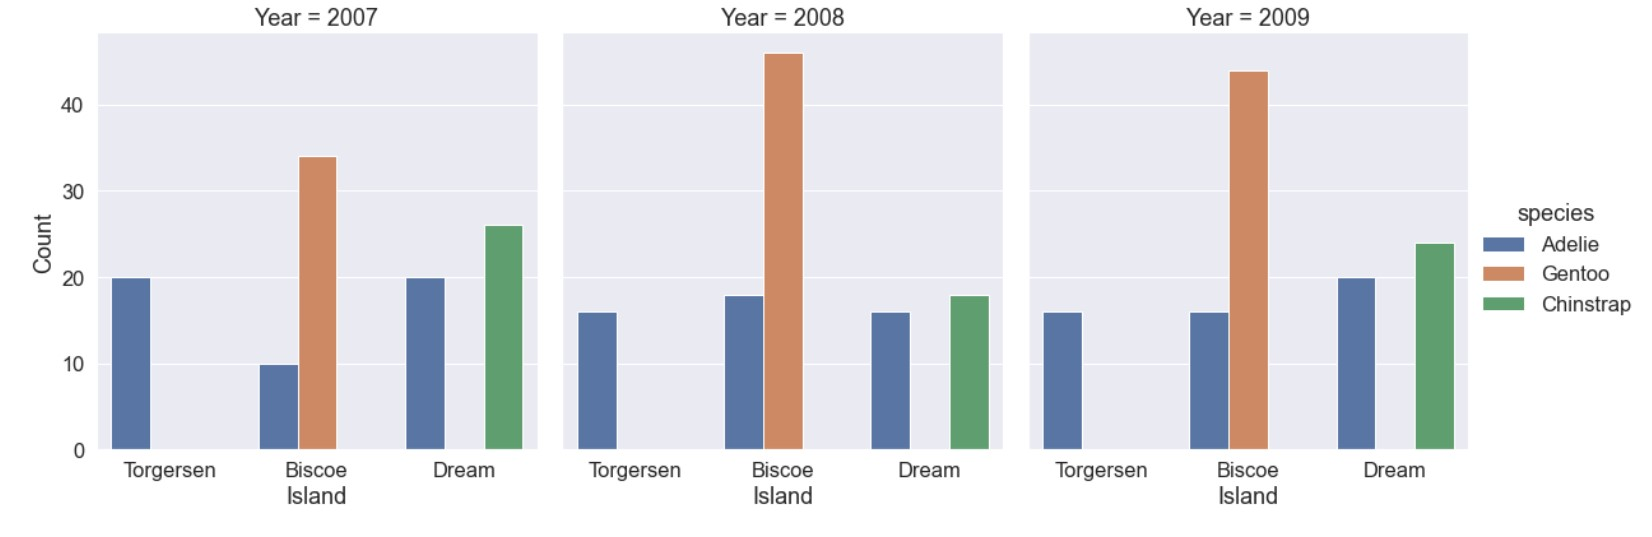 Year = 2007
Year = 2008
Year = 2009
Count
40
30
20
10
0
Torgersen Biscoe Dream
Island
Torgersen Biscoe Dream
Island
Torgersen Biscoe Dream
Island
species
Adelie
Gentoo
Chinstrap